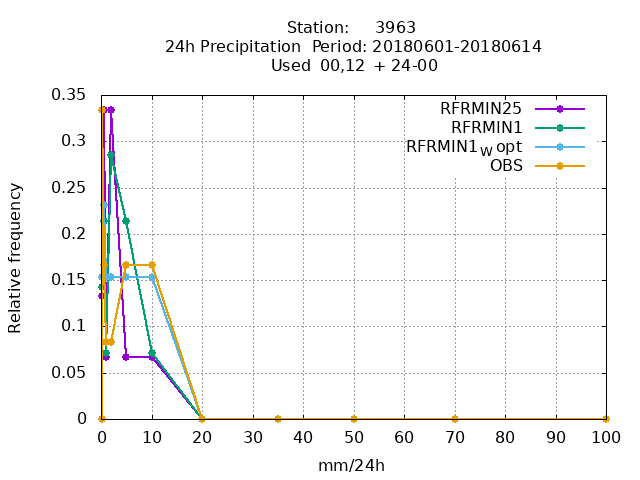 Station:     3963
24h Precipitation  Period: 20180601-20180614
Used  00,12  + 24-00
RFRMIN25
RFRMIN1
RFRMIN1w opt
OBS
Relative frequency
0.35
0.3
0.25
0.2
0.15
0.1
0.05
0
0 10 20 30 40 50 60 70 80 90 100
mm/24h